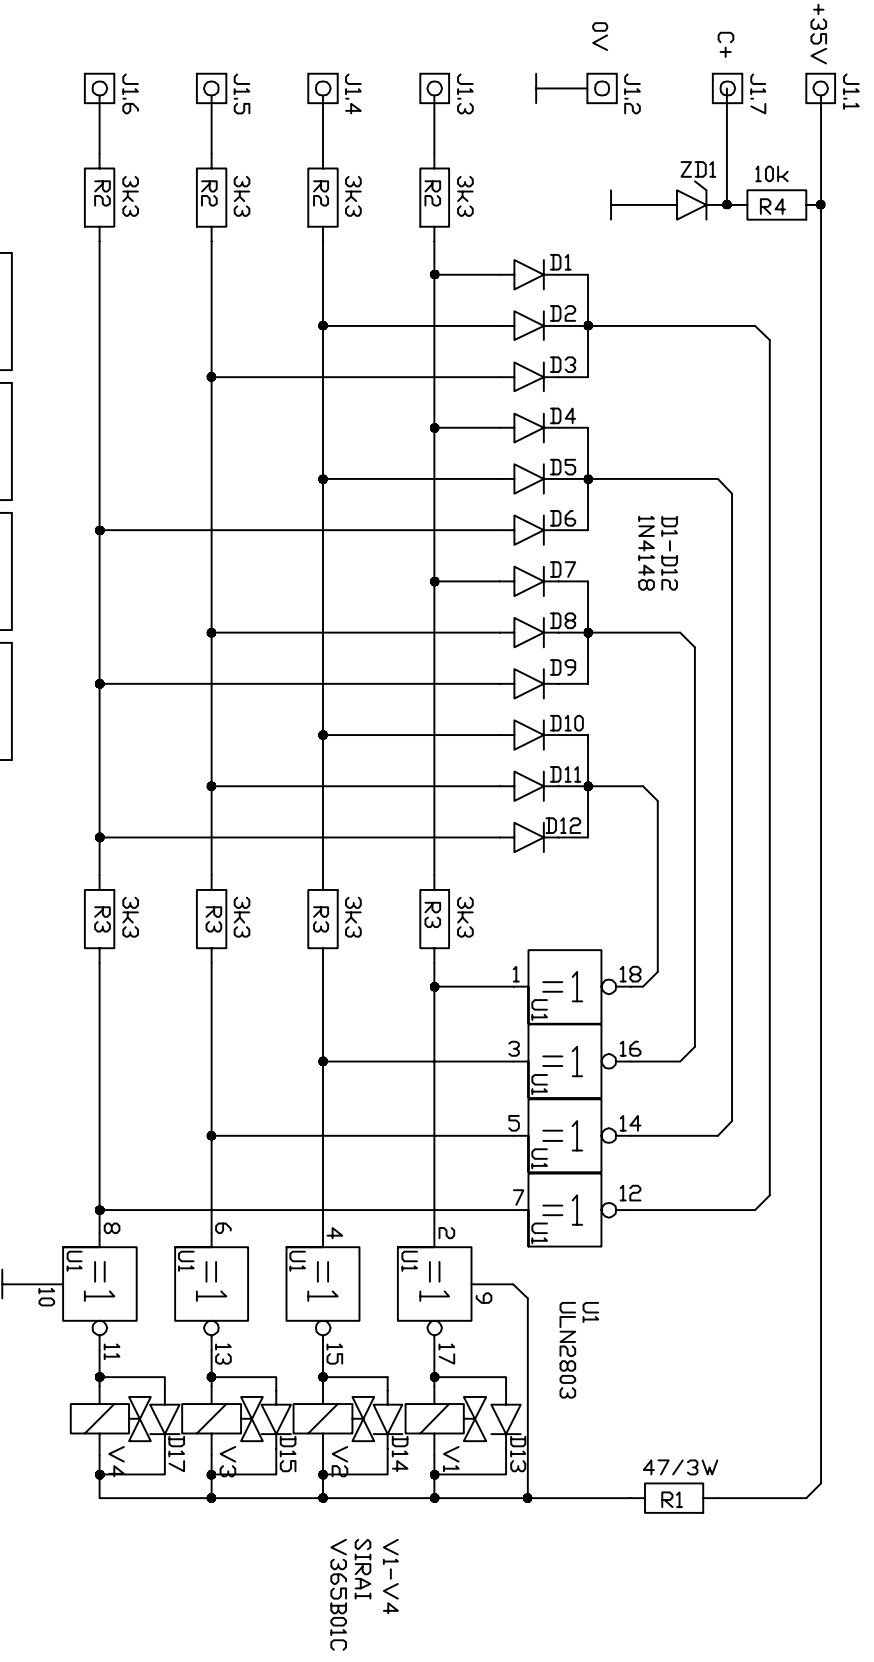 +35V
J1,1
C+
J1,7
0V
J1,2
J1,3
J1,4
J1,5
J1,6
ZD1
10k
R4
3k3
R2
3k3
R2
3k3
R2
3k3
R2
D1
D2
D3
D4
D5
D6
D7
D8
D9
D10
D11
D12
D1-D12
1N4148
3k3
R3
3k3
R3
3k3
R3
3k3
R3
1
=1
U1
18
3
=1
U1
16
5
=1
U1
14
7
=1
U1
12
2
=1
U1
9
17
4
=1
U1
15
6
=1
U1
13
8
=1
U1
10
11
U1
ULN2803
D13
V1
D14
V2
D15
V3
D17
V4
47/3W
R1
V1-V4
SIRAI
V365B01C